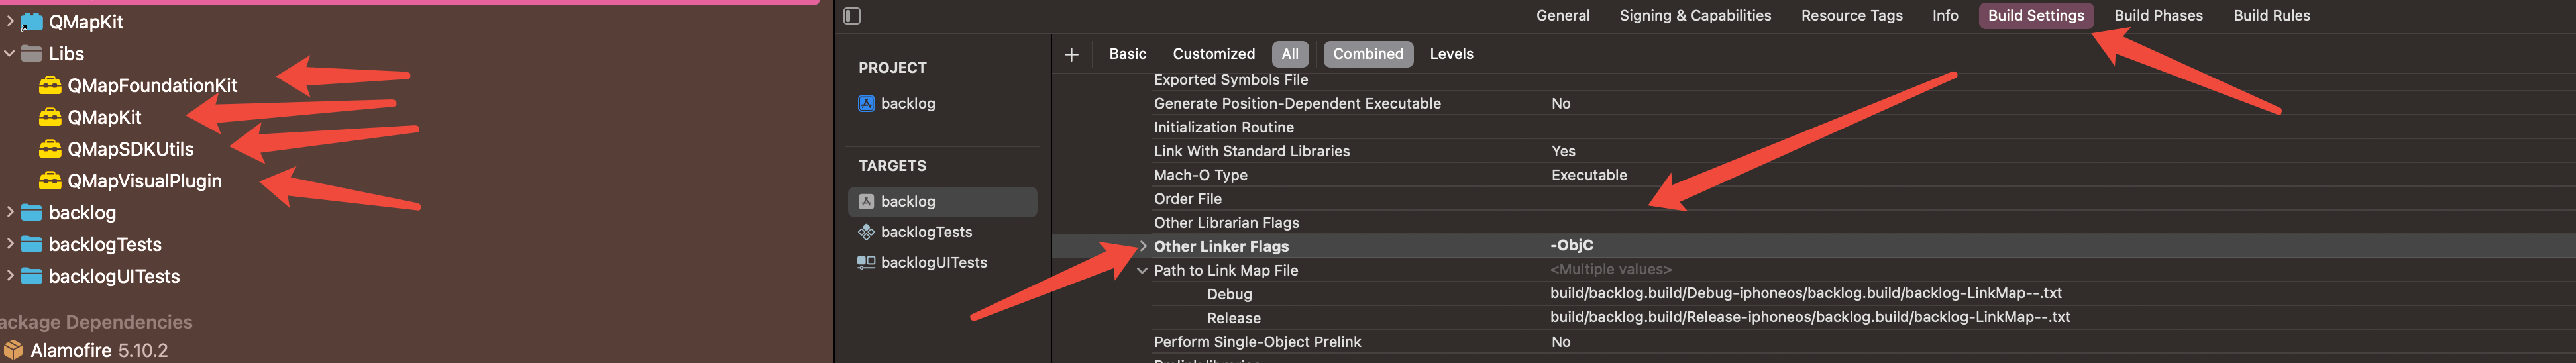 QMapKit
Libs
QMapFoundationKit
QMapKit
QMapSDKUtils
QMapVisualPlugin
backlog
backlogTests
backlogUITests
ackage Dependencies
Alamofire 5.10.2
General Signing & Capabilities Resource Tags Info Build Settings Build Phases Build Rules
PROJECT
backlog
TARGETS
backlog
backlogTests
backlogUITests
+ Basic Customized All Combined Levels
Exported Symbols File
Generate Position-Dependent Executable No
Initialization Routine
Link With Standard Libraries Yes
Mach-O Type Executable
Order File
Other Librarian Flags
Other Linker Flags -ObjC
Path to Link Map File <Multiple values>
Debug build/backlog.build/Debug-iphoneos/backlog.build/backlog-LinkMap--.txt
Release build/backlog.build/Release-iphoneos/backlog.build/backlog-LinkMap--.txt
Perform Single-Object Prelink No